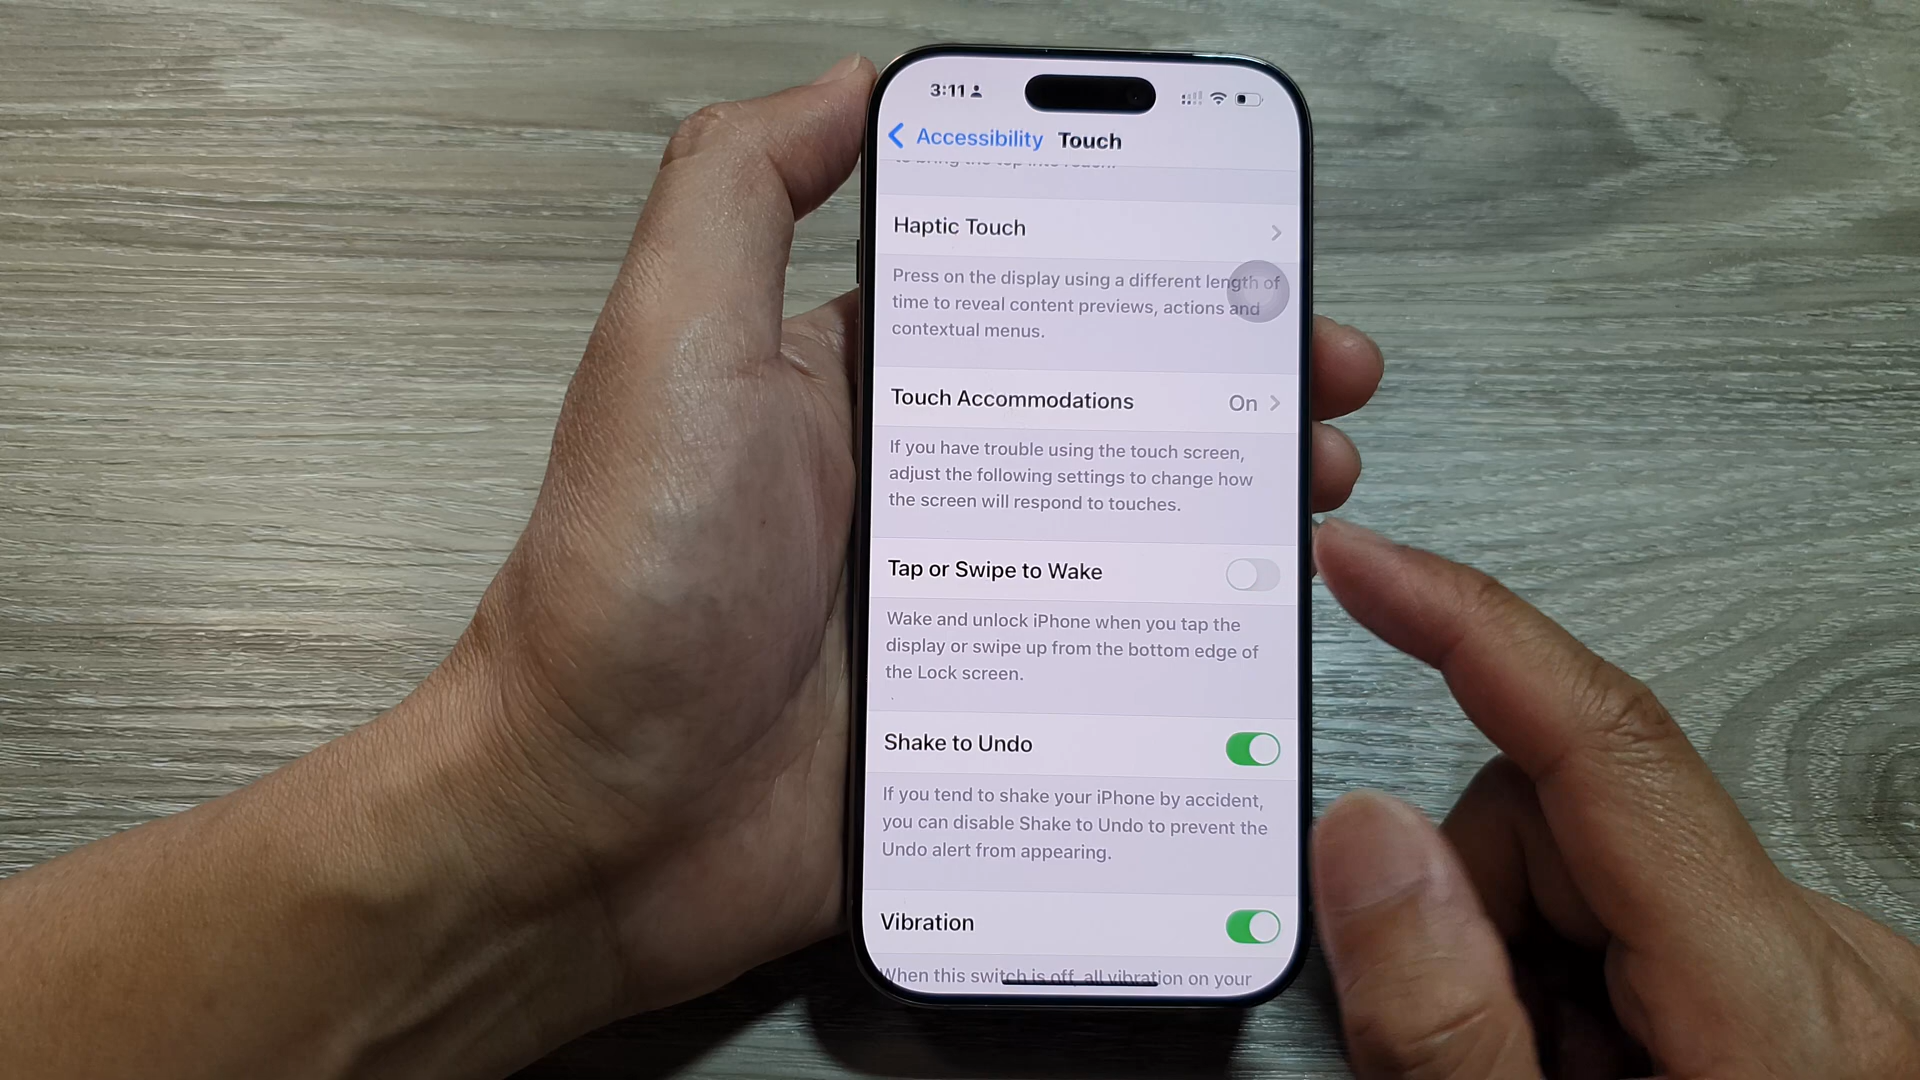 3:11
Accessibility Touch
to bring the top into reach.
Haptic Touch
Press on the display using a different length of
time to reveal content previews, actions and
contextual menus.
Touch Accommodations On
If you have trouble using the touch screen,
adjust the following settings to change how
the screen will respond to touches.
Tap or Swipe to Wake
Wake and unlock iPhone when you tap the
display or swipe up from the bottom edge of
the Lock screen.
Shake to Undo
If you tend to shake your iPhone by accident,
you can disable Shake to Undo to prevent the
Undo alert from appearing.
Vibration
When this switch is off, all vibration on your